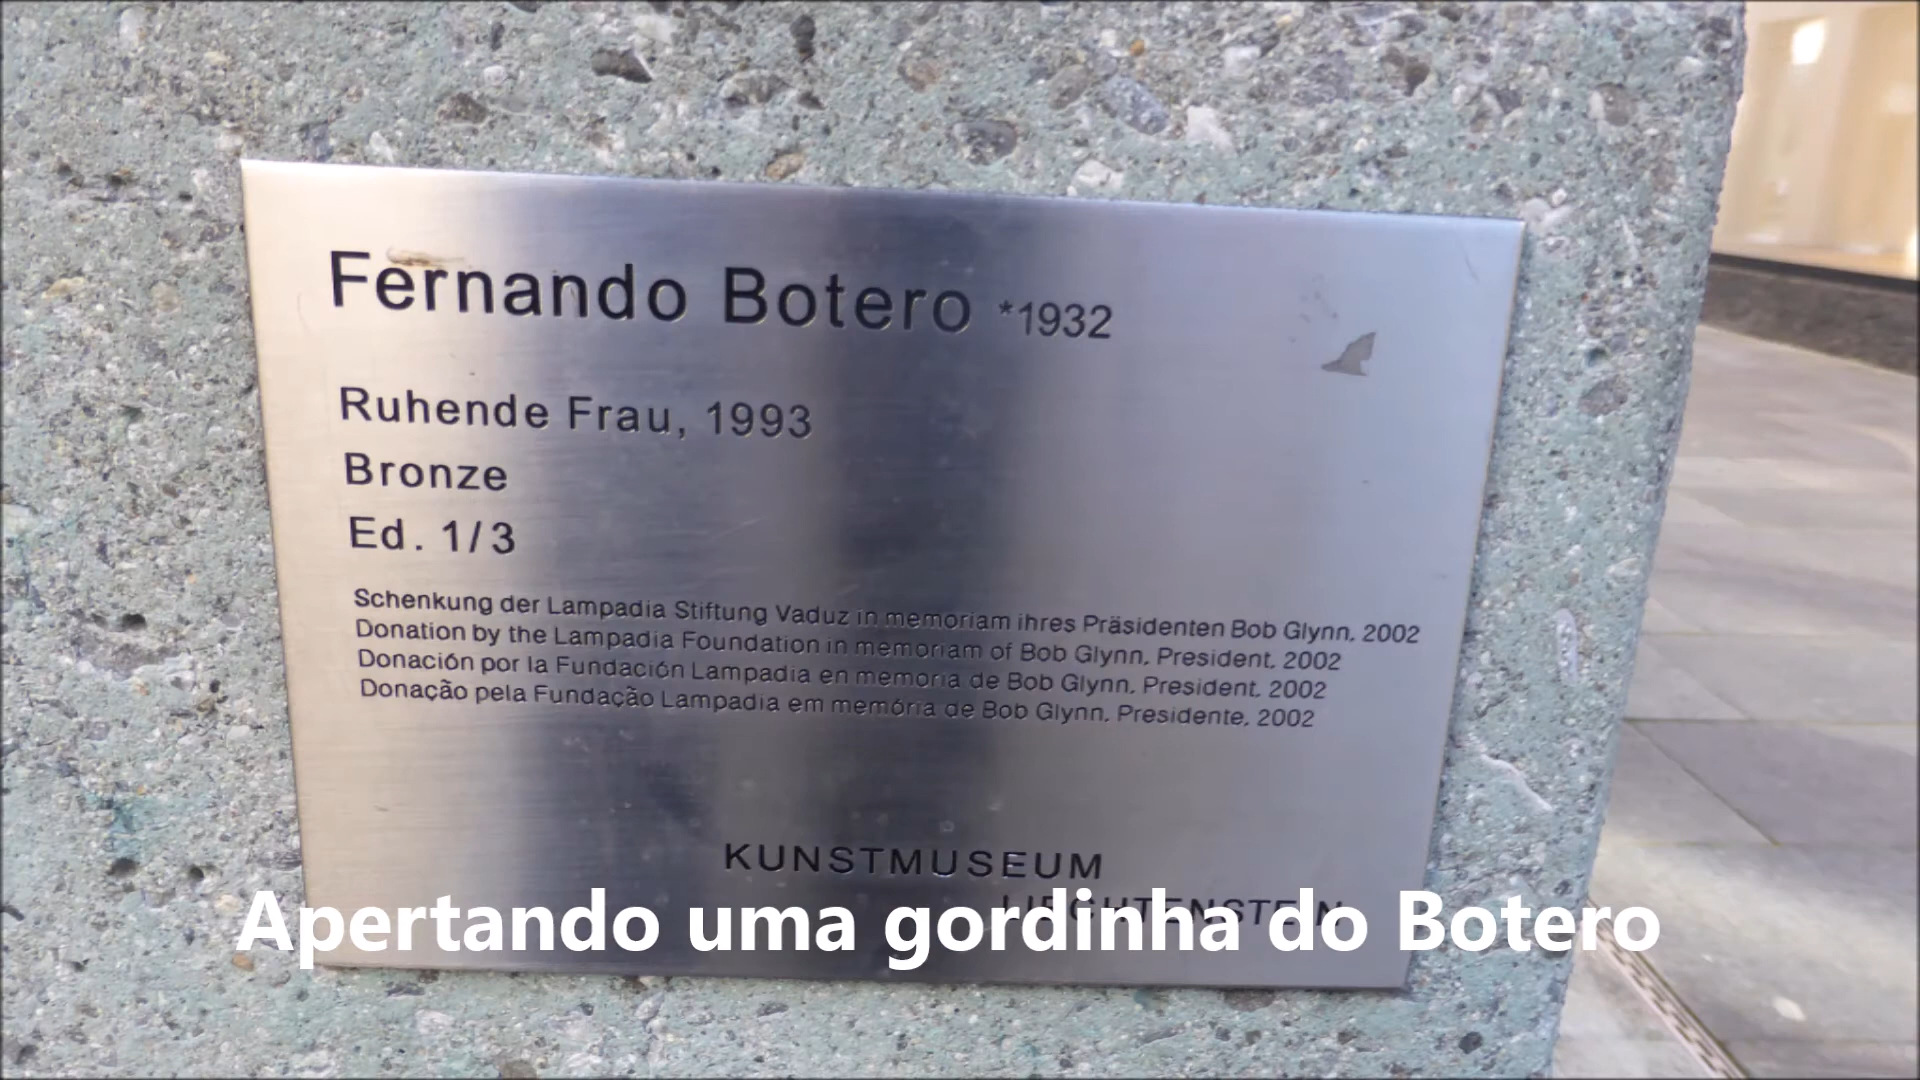 Fernando Botero *1932
Ruhende Frau, 1993
Bronze
Ed. 1/3
Schenkung der Lampadia Stiftung Vaduz in memoriam ihres Präsidenten Bob Glynn, 2002
Donation by the Lampadia Foundation in memoriam of Bob Glynn, President, 2002
Donación por la Fundación Lampadia en memoria de Bob Glynn, President, 2002
Donação pela Fundação Lampadia em memória de Bob Glynn, Presidente, 2002
KUNSTMUSEUM
LIECHTENSTEIN
Apertando uma gordinha do Botero